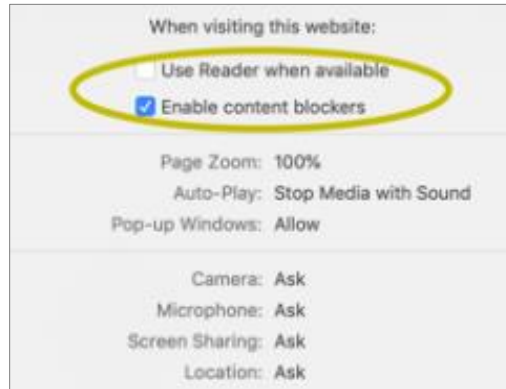 When visiting this website:
Use Reader when available
Enable content blockers
Page Zoom: 100%
Auto-Play: Stop Media with Sound
Pop-up Windows: Allow
Camera: Ask
Microphone: Ask
Screen Sharing: Ask
Location: Ask